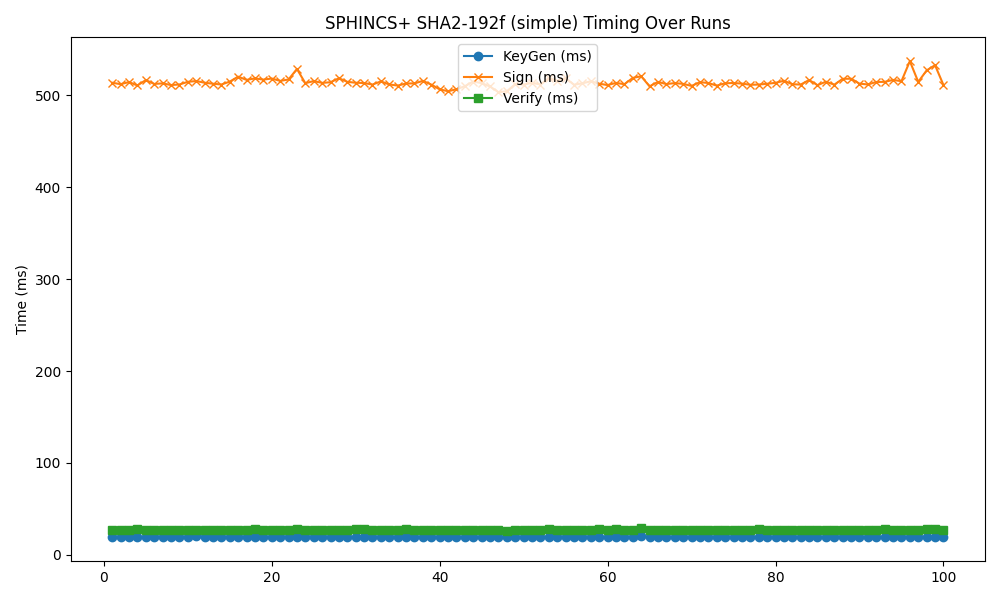 SPHINCS+ SHA2-192f (simple) Timing Over Runs
KeyGen (ms)
Sign (ms)
Verify (ms)
Time (ms)
500
400
300
200
100
0
0 20 40 60 80 100